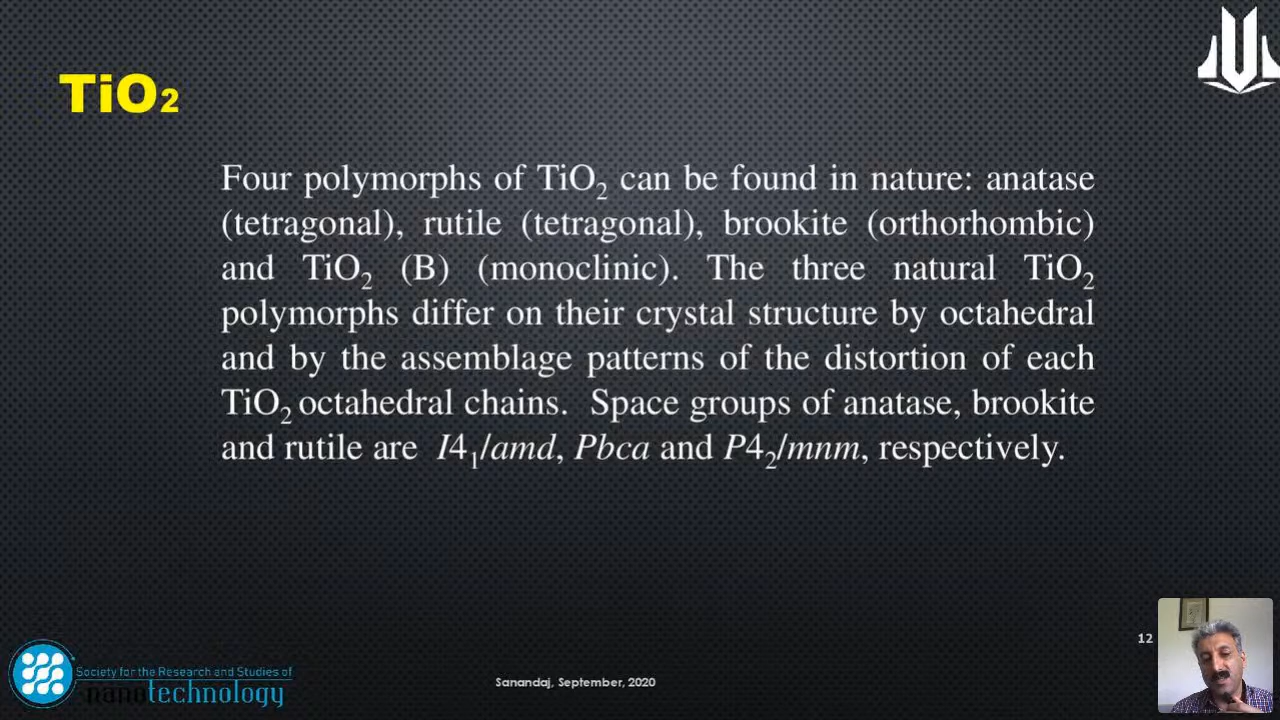 TiO2
Four polymorphs of TiO2 can be found in nature: anatase
(tetragonal), rutile (tetragonal), brookite (orthorhombic)
and TiO2 (B) (monoclinic). The three natural TiO2
polymorphs differ on their crystal structure by octahedral
and by the assemblage patterns of the distortion of each
TiO2 octahedral chains. Space groups of anatase, brookite
and rutile are I41/amd, Pbca and P42/mnm, respectively.
12
Society for the Research and Studies of
nanotechnology
Sanandaj, September, 2020